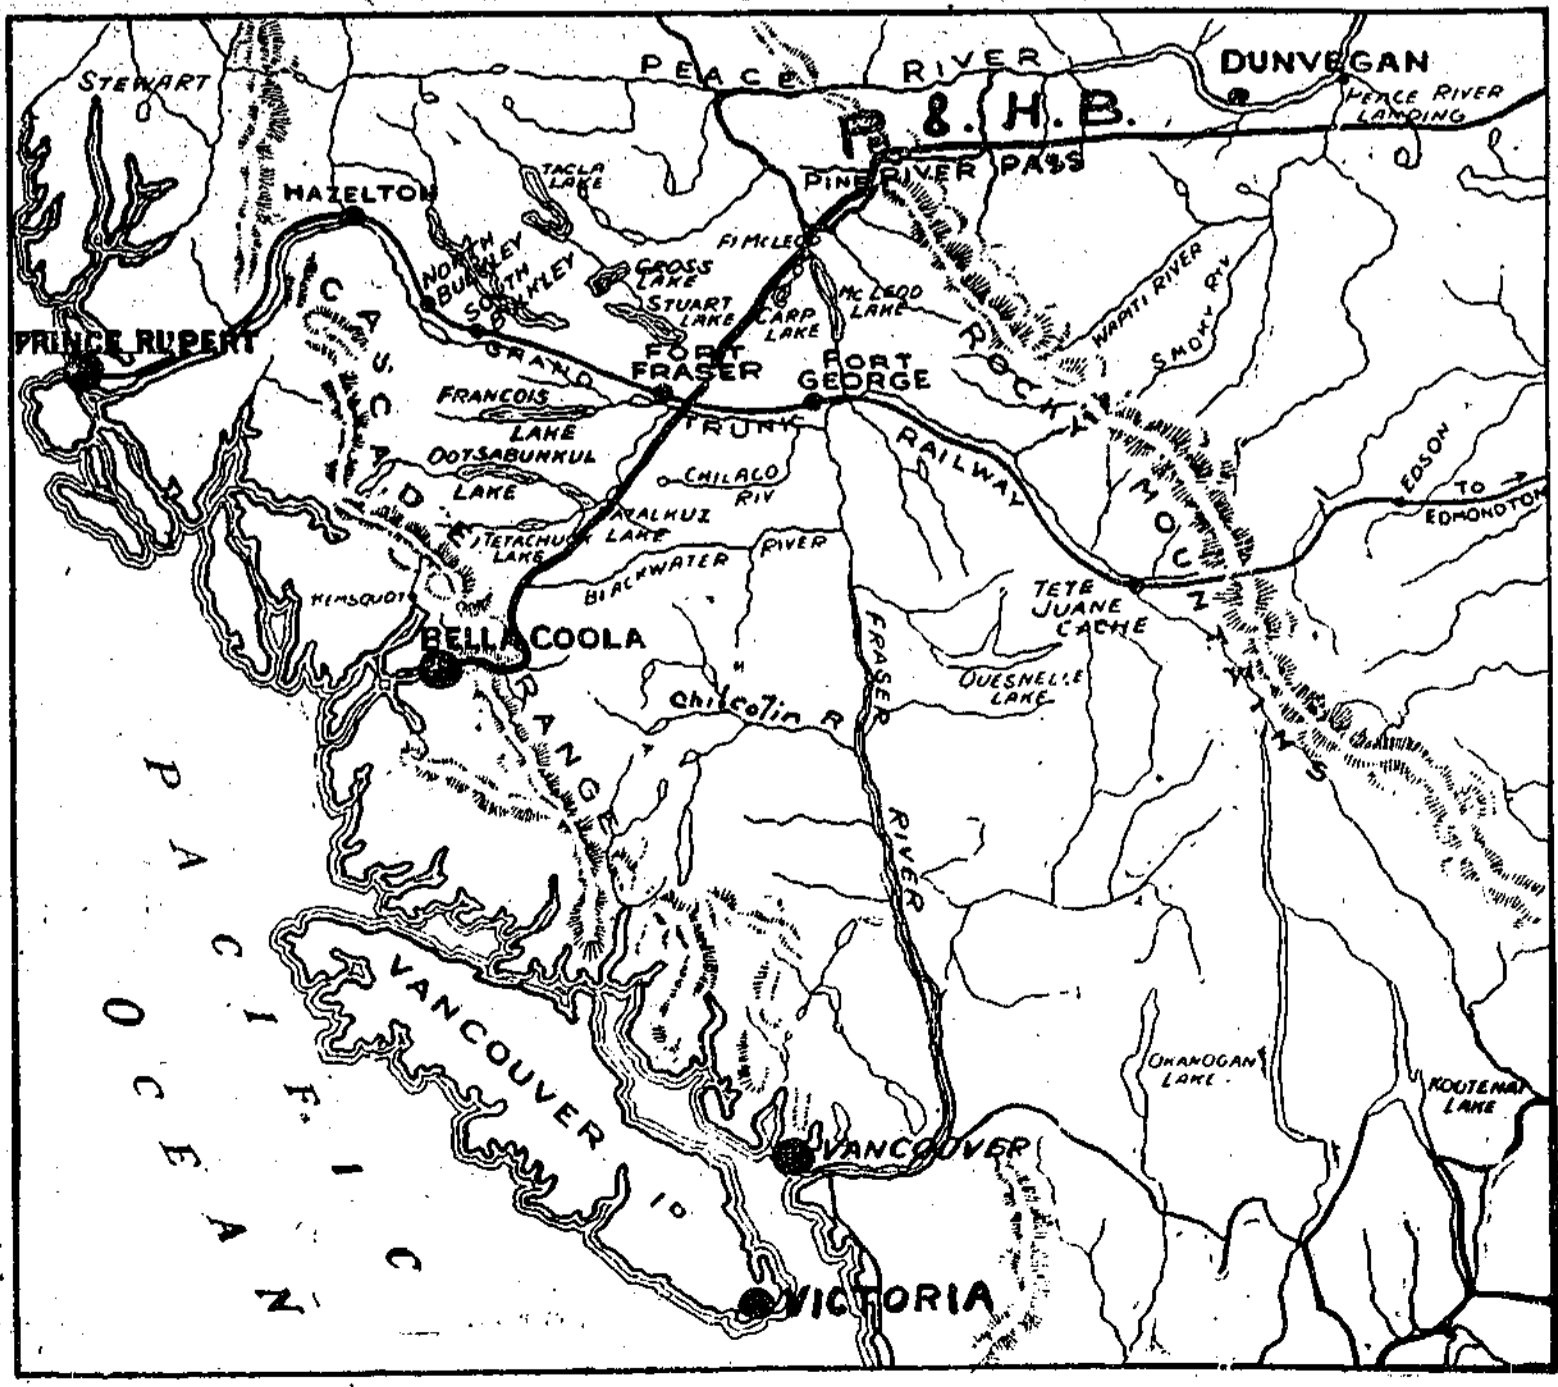 STEWART
PEACE RIVER
DUNVEGAN
PEACE RIVER
LANDING
P. & H. B.
PINE RIVER PASS
HAZELTON
TACLA
LAKE
NORTH
BULKLEY
SOUTH
BULKLEY
CROSS
LAKE
STUART
LAKE
Ft MCLEOD
CARP
LAKE
MCLEOD
LAKE
WAPITI RIVER
SMOKY RIV
PRINCE RUPERT
GRAND TRUNK RAILWAY
FORT
FRASER
FORT
GEORGE
FRANCOIS
LAKE
OOTSABUNKUL
LAKE
CHILACO
RIV
TETACHUCK
LAKE
LAKE
BLACKWATER RIVER
CASCADE RANGE
ROCKY MOUNTAINS
EDSON
TO
EDMONTON
TETE
JUANE
CACHE
KEMSQUOT
BELLA COOLA
QUESNELLE
LAKE
Chilcotin R
FRASER RIVER
PACIFIC
OCEAN
VANCOUVER ID
OKANOGAN
LAKE
KOOTENAI
LAKE
VANCOUVER
VICTORIA